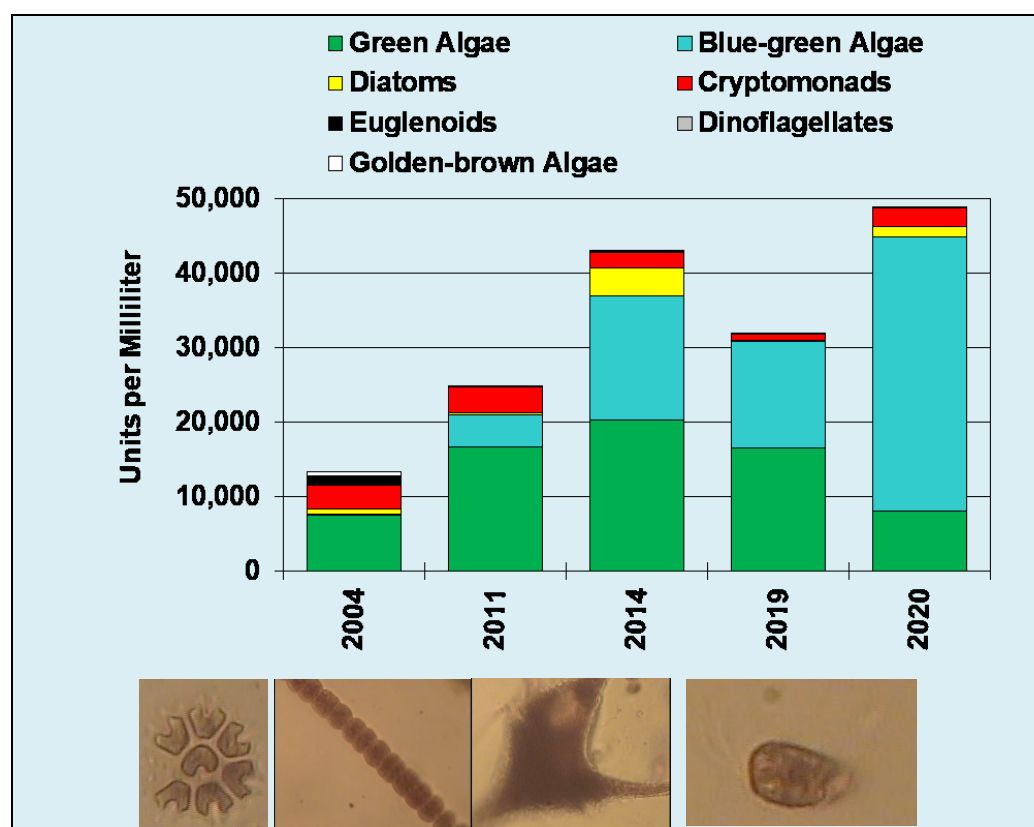 Green Algae Blue-green Algae
Diatoms Cryptomonads
Euglenoids Dinoflagellates
Golden-brown Algae
Units per Milliliter
50,000
40,000
30,000
20,000
10,000
0
2004 2011 2014 2019 2020